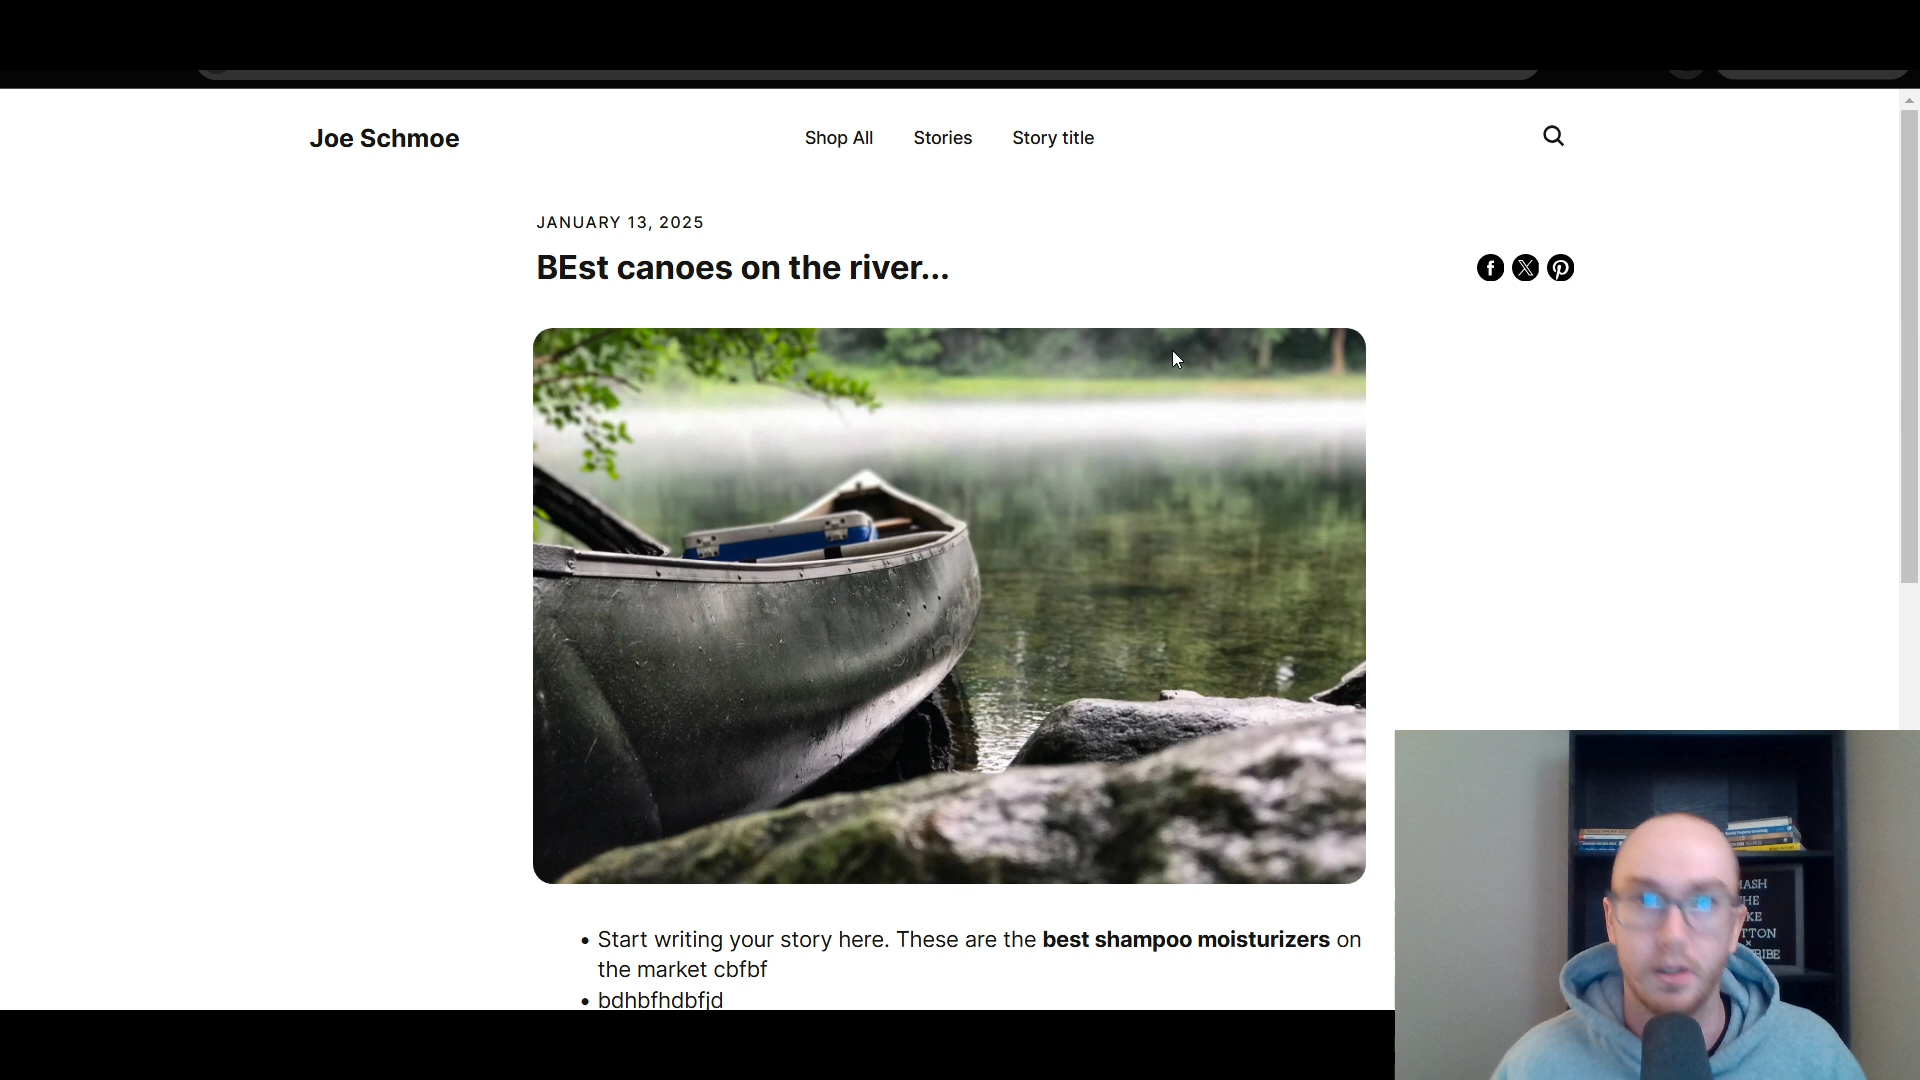 Joe Schmoe
Shop All
Stories
Story title
JANUARY 13, 2025
BEst canoes on the river...
• Start writing your story here. These are the best shampoo moisturizers on
the market cbfbf
• bdhbfhdbfjd